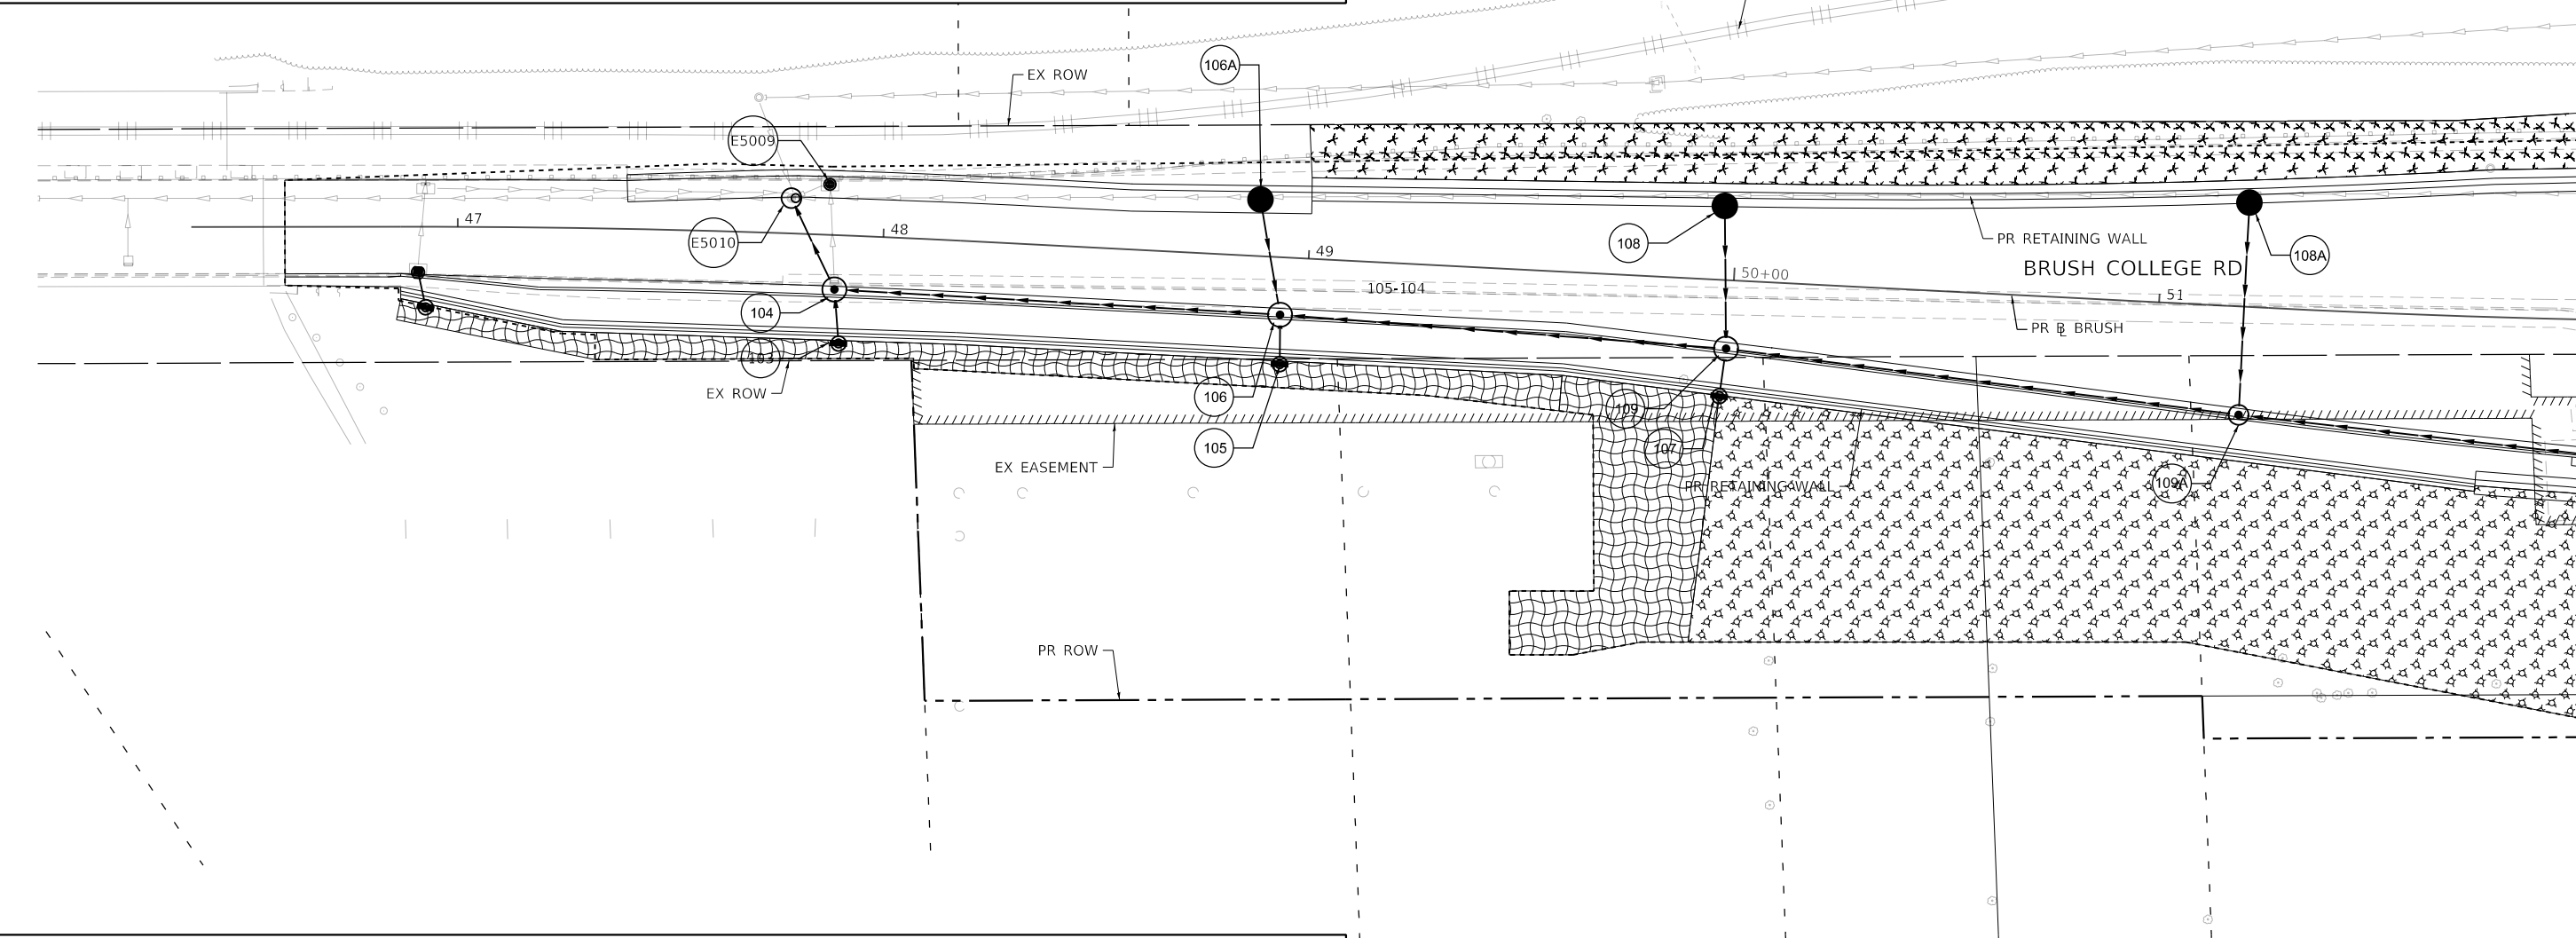 106A
EX ROW
E5009
47
48
E5010
49
108
PR RETAINING WALL
BRUSH COLLEGE RD
108A
50+00
105-104
51
104
PR ℄ BRUSH
103
EX ROW
106
109
105
107
EX EASEMENT
PR RETAINING WALL
109A
PR ROW